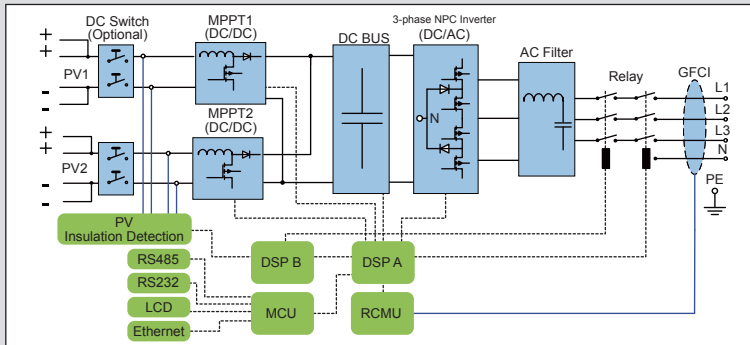 DC Switch
(Optional)
MPPT1
(DC/DC)
DC BUS
3-phase NPC Inverter
(DC/AC)
AC Filter
Relay
GFCI
+
+
PV1
-
-
N
L1
L2
L3
N
MPPT2
(DC/DC)
+
+
PV2
-
-
PE
PV
Insulation Detection
RS485
RS232
LCD
Ethernet
DSP B
DSP A
MCU
RCMU